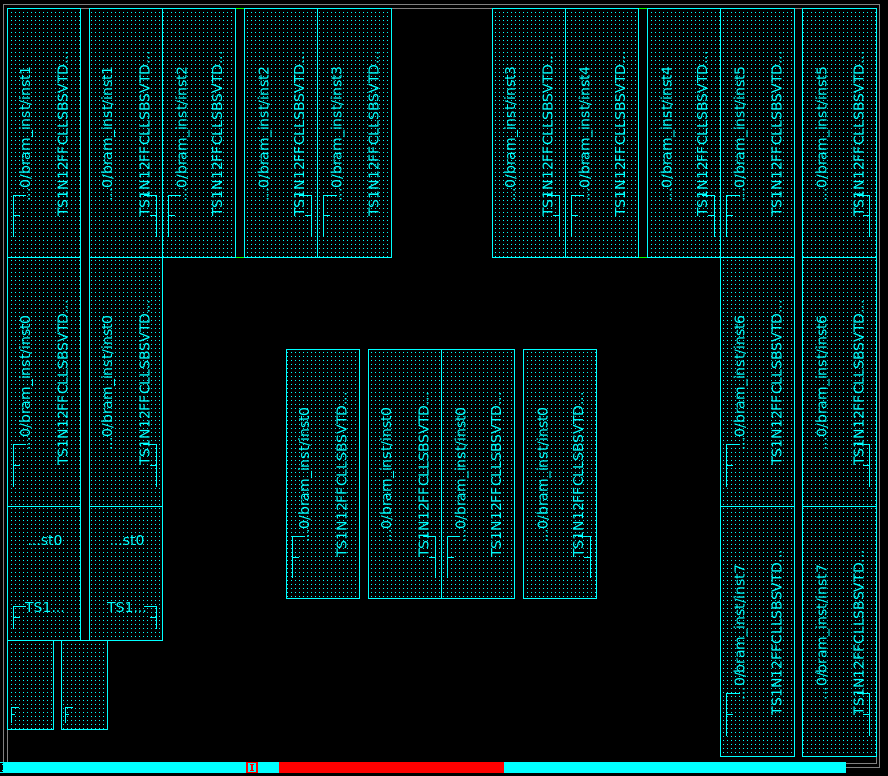 ...0/bram_inst/inst1
TS1N12FFCLLSBSVTD...
...0/bram_inst/inst1
TS1N12FFCLLSBSVTD...
...0/bram_inst/inst2
TS1N12FFCLLSBSVTD...
...0/bram_inst/inst2
TS1N12FFCLLSBSVTD...
...0/bram_inst/inst3
TS1N12FFCLLSBSVTD...
...0/bram_inst/inst3
TS1N12FFCLLSBSVTD...
...0/bram_inst/inst4
TS1N12FFCLLSBSVTD...
...0/bram_inst/inst4
TS1N12FFCLLSBSVTD...
...0/bram_inst/inst5
TS1N12FFCLLSBSVTD...
...0/bram_inst/inst5
TS1N12FFCLLSBSVTD...
...0/bram_inst/inst0
TS1N12FFCLLSBSVTD...
...0/bram_inst/inst0
TS1N12FFCLLSBSVTD...
...0/bram_inst/inst6
TS1N12FFCLLSBSVTD...
...0/bram_inst/inst6
TS1N12FFCLLSBSVTD...
...0/bram_inst/inst0
TS1N12FFCLLSBSVTD...
...0/bram_inst/inst0
TS1N12FFCLLSBSVTD...
...0/bram_inst/inst0
TS1N12FFCLLSBSVTD...
...0/bram_inst/inst0
TS1N12FFCLLSBSVTD...
...st0
TS1...
...st0
TS1...
...0/bram_inst/inst7
TS1N12FFCLLSBSVTD...
...0/bram_inst/inst7
TS1N12FFCLLSBSVTD...
I